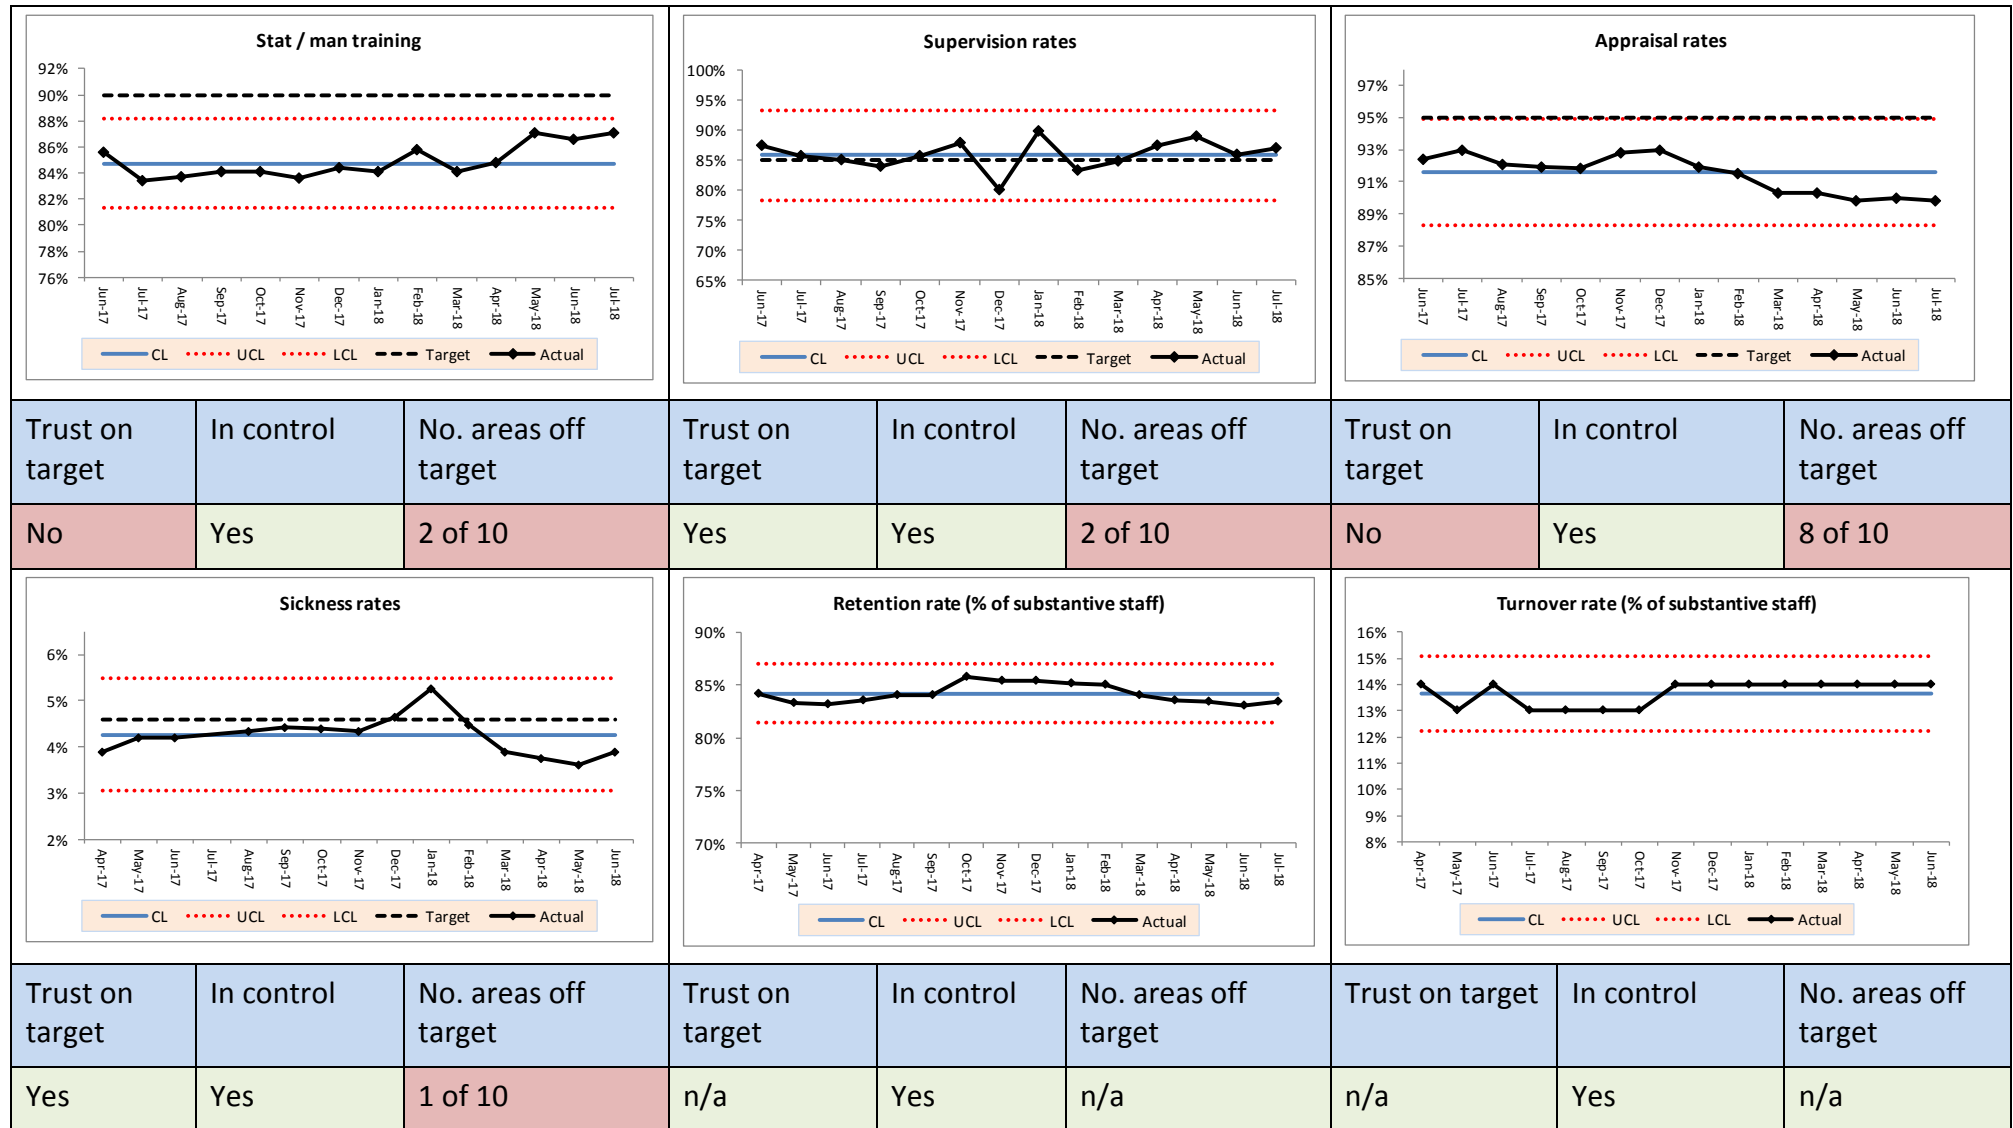 Stat / man training
92%
90%
88%
86%
84%
82%
80%
78%
76%
Jun-17 Jul-17 Aug-17 Sep-17 Oct-17 Nov-17 Dec-17 Jan-18 Feb-18 Mar-18 Apr-18 May-18 Jun-18 Jul-18
CL UCL LCL Target Actual
Supervision rates
100%
95%
90%
85%
80%
75%
70%
65%
Jun-17 Jul-17 Aug-17 Sep-17 Oct-17 Nov-17 Dec-17 Jan-18 Feb-18 Mar-18 Apr-18 May-18 Jun-18 Jul-18
CL UCL LCL Target Actual
Appraisal rates
97%
95%
93%
91%
89%
87%
85%
Jun-17 Jul-17 Aug-17 Sep-17 Oct-17 Nov-17 Dec-17 Jan-18 Feb-18 Mar-18 Apr-18 May-18 Jun-18 Jul-18
CL UCL LCL Target Actual
Trust on
target
In control
No. areas off
target
Trust on
target
In control
No. areas off
target
Trust on
target
In control
No. areas off
target
No
Yes
2 of 10
Yes
Yes
2 of 10
No
Yes
8 of 10
Sickness rates
6%
5%
4%
3%
2%
Apr-17 May-17 Jun-17 Jul-17 Aug-17 Sep-17 Oct-17 Nov-17 Dec-17 Jan-18 Feb-18 Mar-18 Apr-18 May-18 Jun-18
CL UCL LCL Target Actual
Retention rate (% of substantive staff)
90%
85%
80%
75%
70%
Apr-17 May-17 Jun-17 Jul-17 Aug-17 Sep-17 Oct-17 Nov-17 Dec-17 Jan-18 Feb-18 Mar-18 Apr-18 May-18 Jun-18 Jul-18
CL UCL LCL Actual
Turnover rate (% of substantive staff)
16%
15%
14%
13%
12%
11%
10%
9%
8%
Apr-17 May-17 Jun-17 Jul-17 Aug-17 Sep-17 Oct-17 Nov-17 Dec-17 Jan-18 Feb-18 Mar-18 Apr-18 May-18 Jun-18
CL UCL LCL Actual
Trust on
target
In control
No. areas off
target
Trust on
target
In control
No. areas off
target
Trust on target
In control
No. areas off
target
Yes
Yes
1 of 10
n/a
Yes
n/a
n/a
Yes
n/a